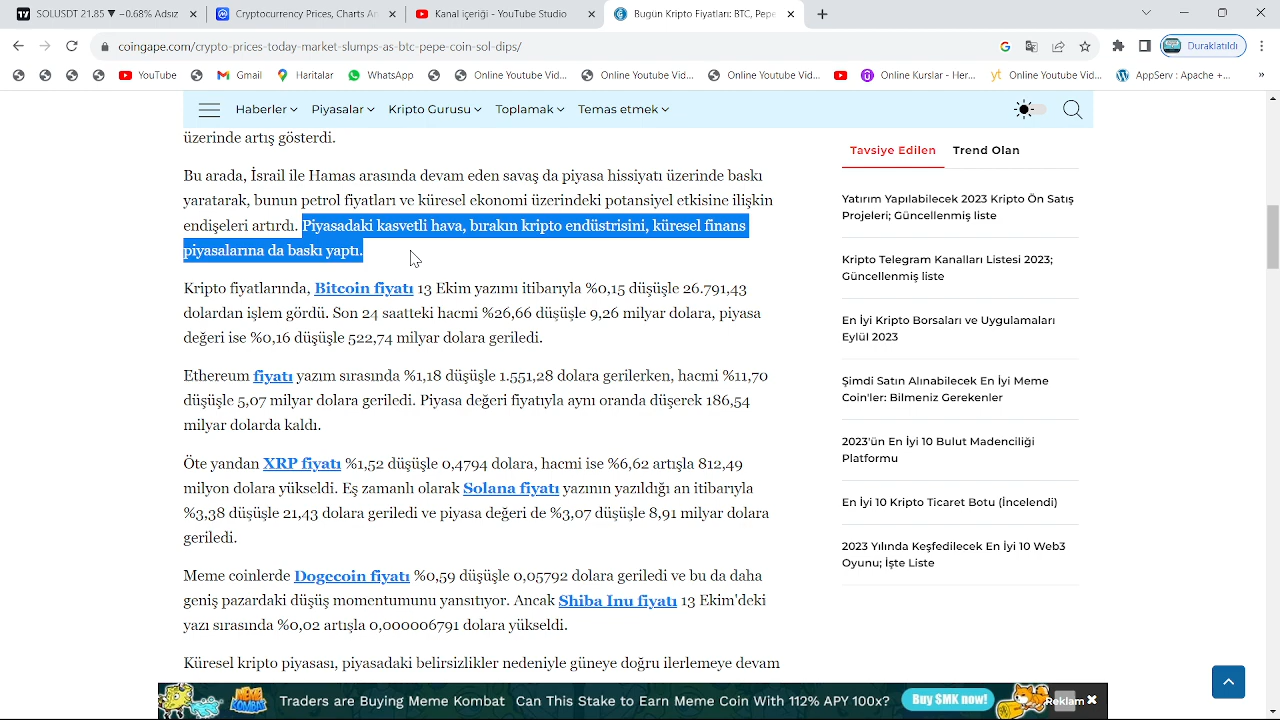 SOLUSDT 21.85 ▼ −0.68% Adsız
Cryptocurrency Prices, Charts An
Kanal içeriği - YouTube Studio
Bugün Kripto Fiyatları: BTC, Pepe
coingape.com/crypto-prices-today-market-slumps-as-btc-pepe-coin-sol-dips/
Duraklatıldı
YouTube
Gmail
Haritalar
WhatsApp
Online Youtube Vid...
Online Youtube Vid...
Online Youtube Vid...
Online Kurslar - Her...
Online Youtube Vid...
AppServ : Apache +...
»
Haberler
Piyasalar
Kripto Gurusu
Toplamak
Temas etmek
üzerinde artış gösterdi.
Bu arada, İsrail ile Hamas arasında devam eden savaş da piyasa hissiyatı üzerinde baskı
yaratarak, bunun petrol fiyatları ve küresel ekonomi üzerindeki potansiyel etkisine ilişkin
endişeleri artırdı. Piyasadaki kasvetli hava, bırakın kripto endüstrisini, küresel finans
piyasalarına da baskı yaptı.
Kripto fiyatlarında, Bitcoin fiyatı 13 Ekim yazımı itibarıyla %0,15 düşüşle 26.791,43
dolardan işlem gördü. Son 24 saatteki hacmi %26,66 düşüşle 9,26 milyar dolara, piyasa
değeri ise %0,16 düşüşle 522,74 milyar dolara geriledi.
Ethereum fiyatı yazım sırasında %1,18 düşüşle 1.551,28 dolara gerilerken, hacmi %11,70
düşüşle 5,07 milyar dolara geriledi. Piyasa değeri fiyatıyla aynı oranda düşerek 186,54
milyar dolarda kaldı.
Öte yandan XRP fiyatı %1,52 düşüşle 0,4794 dolara, hacmi ise %6,62 artışla 812,49
milyon dolara yükseldi. Eş zamanlı olarak Solana fiyatı yazının yazıldığı an itibarıyla
%3,38 düşüşle 21,43 dolara geriledi ve piyasa değeri de %3,07 düşüşle 8,91 milyar dolara
geriledi.
Meme coinlerde Dogecoin fiyatı %0,59 düşüşle 0,05792 dolara geriledi ve bu da daha
geniş pazardaki düşüş momentumunu yansıtıyor. Ancak Shiba Inu fiyatı 13 Ekim'deki
yazı sırasında %0,02 artışla 0,000006791 dolara yükseldi.
Küresel kripto piyasası, piyasadaki belirsizlikler nedeniyle güneye doğru ilerlemeye devam
Tavsiye Edilen
Trend Olan
Yatırım Yapılabilecek 2023 Kripto Ön Satış
Projeleri; Güncellenmiş liste
Kripto Telegram Kanalları Listesi 2023;
Güncellenmiş liste
En İyi Kripto Borsaları ve Uygulamaları
Eylül 2023
Şimdi Satın Alınabilecek En İyi Meme
Coin'ler: Bilmeniz Gerekenler
2023'ün En İyi 10 Bulut Madenciliği
Platformu
En İyi 10 Kripto Ticaret Botu (İncelendi)
2023 Yılında Keşfedilecek En İyi 10 Web3
Oyunu; İşte Liste
MEME KOMBAT
Traders are Buying Meme Kombat
Can This Stake to Earn Meme Coin With 112% APY 100x?
Buy $MK now!
Reklam